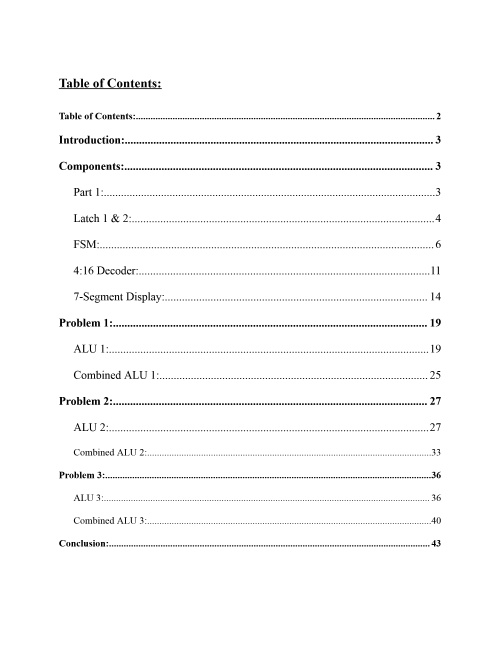 Table of Contents:
Table of Contents:.......... 2
Introduction:.......... 3
Components:.......... 3
Part 1:..........3
Latch 1 & 2:..........4
FSM:.......... 6
4:16 Decoder:..........11
7-Segment Display:.......... 14
Problem 1:.......... 19
ALU 1:..........19
Combined ALU 1:.......... 25
Problem 2:.......... 27
ALU 2:..........27
Combined ALU 2:..........33
Problem 3:..........36
ALU 3:.......... 36
Combined ALU 3:..........40
Conclusion:.......... 43